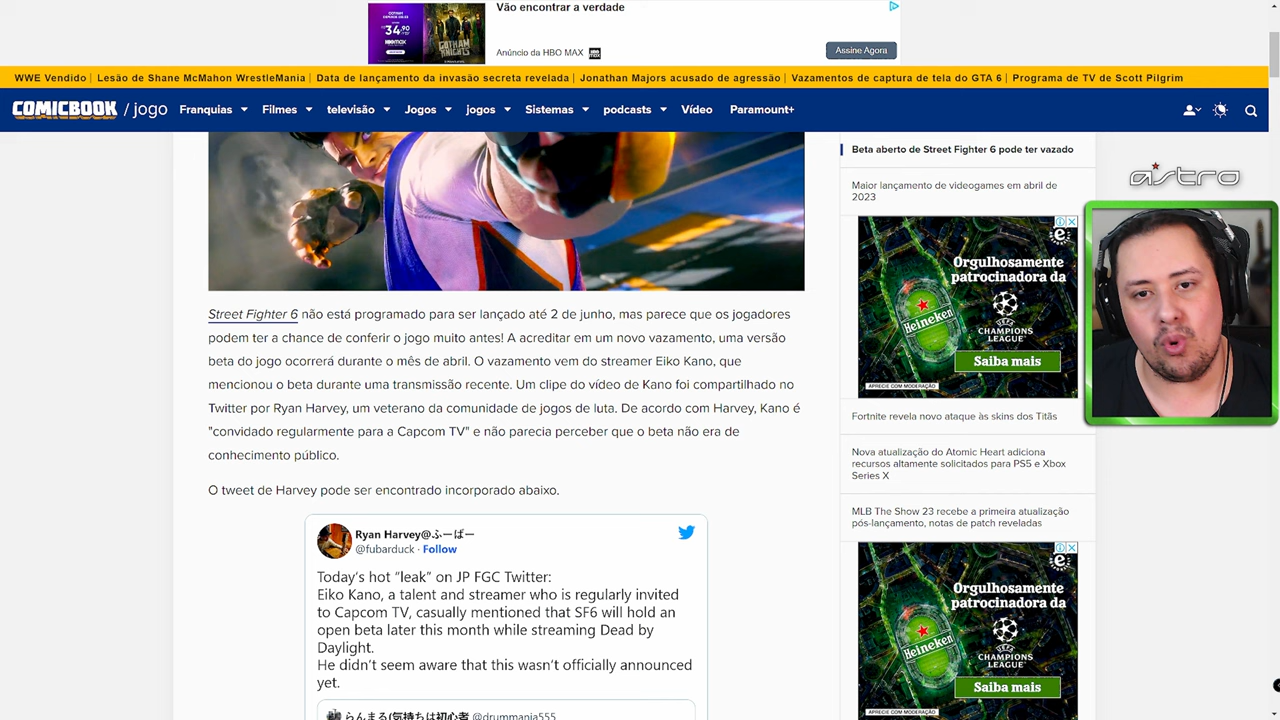 Vão encontrar a verdade
GOTHAM
34,90
HBOMAX
GOTHAM KNIGHTS
Anúncio da HBO MAX HBO max
Assine Agora
WWE Vendido | Lesão de Shane McMahon WrestleMania | Data de lançamento da invasão secreta revelada | Jonathan Majors acusado de agressão | Vazamentos de captura de tela do GTA 6 | Programa de TV de Scott Pilgrim
COMICBOOK / jogo Franquias Filmes televisão Jogos jogos Sistemas podcasts Vídeo Paramount+
Street Fighter 6 não está programado para ser lançado até 2 de junho, mas parece que os jogadores
podem ter a chance de conferir o jogo muito antes! A acreditar em um novo vazamento, uma versão
beta do jogo ocorrerá durante o mês de abril. O vazamento vem do streamer Eiko Kano, que
mencionou o beta durante uma transmissão recente. Um clipe do vídeo de Kano foi compartilhado no
Twitter por Ryan Harvey, um veterano da comunidade de jogos de luta. De acordo com Harvey, Kano é
"convidado regularmente para a Capcom TV" e não parecia perceber que o beta não era de
conhecimento público.
O tweet de Harvey pode ser encontrado incorporado abaixo.
Ryan Harvey@ふーばー
@fubarduck · Follow
Today's hot “leak” on JP FGC Twitter:
Eiko Kano, a talent and streamer who is regularly invited
to Capcom TV, casually mentioned that SF6 will hold an
open beta later this month while streaming Dead by
Daylight.
He didn't seem aware that this wasn't officially announced
yet.
らんまる(気持ちは初心者 @drummania555
Beta aberto de Street Fighter 6 pode ter vazado
Maior lançamento de videogames em abril de
2023
Orgulhosamente
patrocinadora da
Heineken
CHAMPIONS
LEAGUE
Saiba mais
APRECIE COM MODERAÇÃO
Fortnite revela novo ataque às skins dos Titãs
Nova atualização do Atomic Heart adiciona
recursos altamente solicitados para PS5 e Xbox
Series X
MLB The Show 23 recebe a primeira atualização
pós-lançamento, notas de patch reveladas
Orgulhosamente
patrocinadora da
Heineken
UEFA
CHAMPIONS
LEAGUE
Saiba mais
APRECIE COM MODERAÇÃO
astro